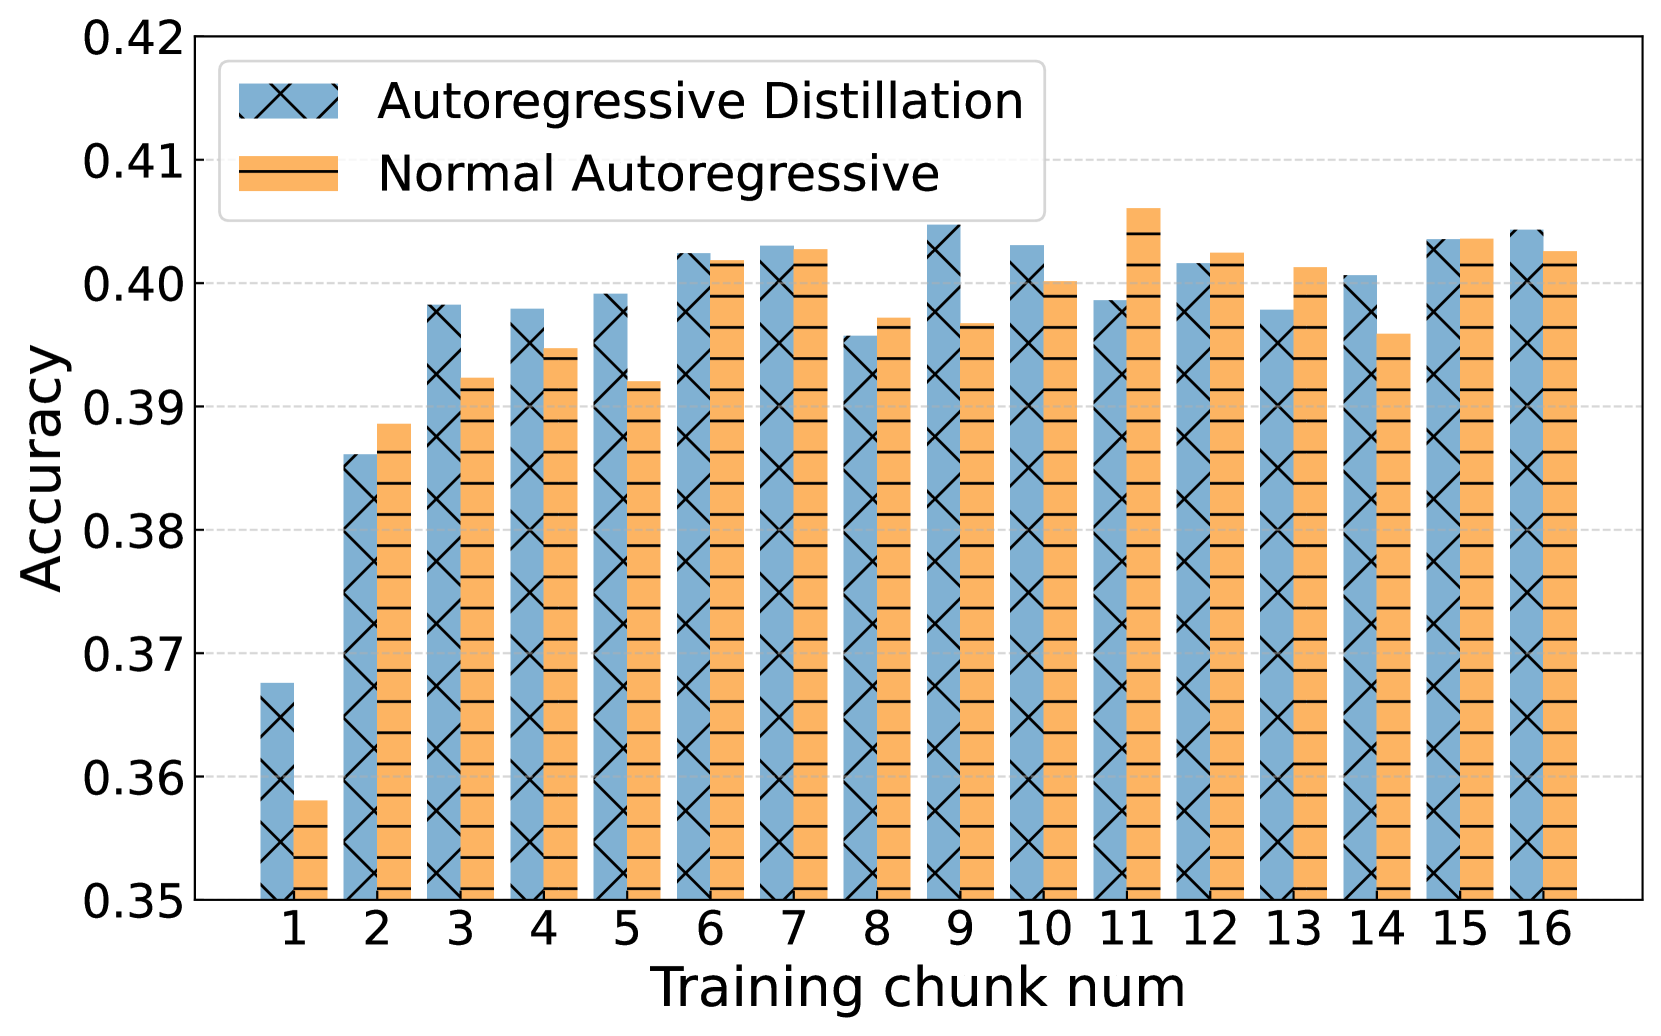 0.42
0.41
0.40
0.39
0.38
0.37
0.36
0.35
Accuracy
Autoregressive Distillation
Normal Autoregressive
1 2 3 4 5 6 7 8 9 10 11 12 13 14 15 16
Training chunk num